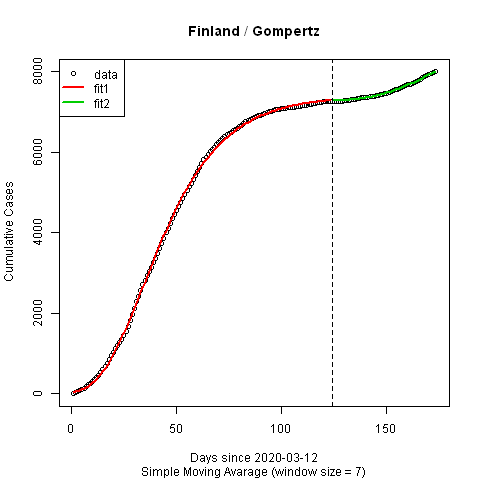 Finland / Gompertz
data
fit1
fit2
8000
6000
4000
2000
0
Cumulative Cases
0 50 100 150
Days since 2020-03-12
Simple Moving Avarage (window size = 7)